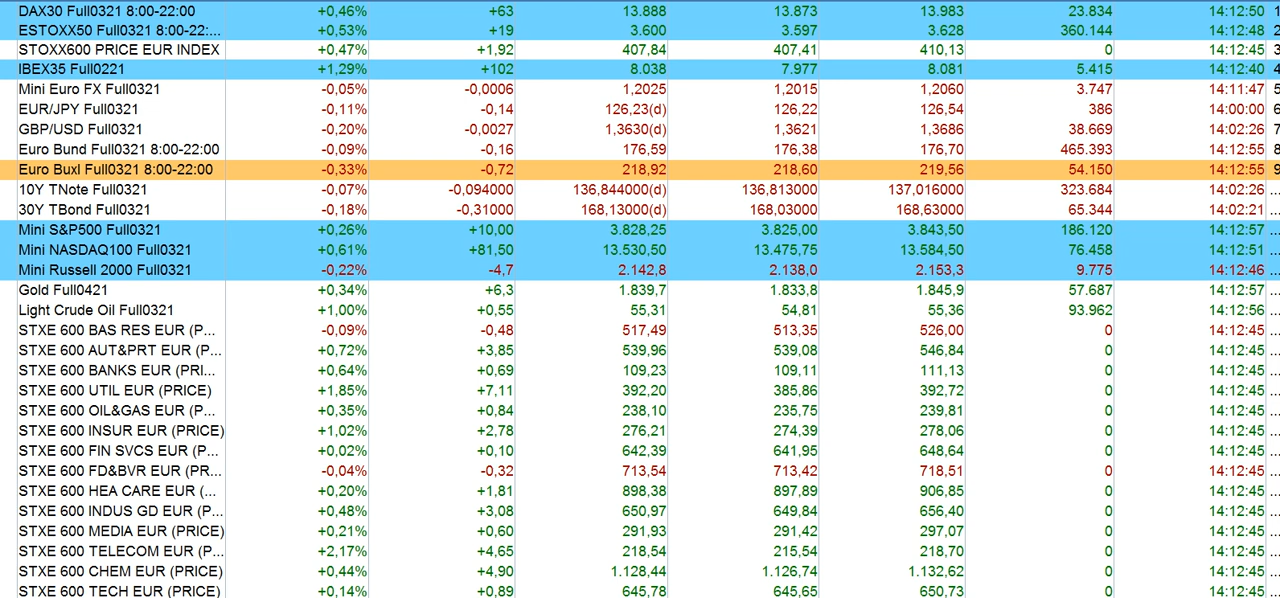 DAX30 Full0321 8:00-22:00 +0,46% +63 13.888 13.873 13.983 23.834 14:12:50 1
ESTOXX50 Full0321 8:00-22:... +0,53% +19 3.600 3.597 3.628 360.144 14:12:48 2
STOXX600 PRICE EUR INDEX +0,47% +1,92 407,84 407,41 410,13 0 14:12:45 3
IBEX35 Full0221 +1,29% +102 8.038 7.977 8.081 5.415 14:12:40 4
Mini Euro FX Full0321 -0,05% -0,0006 1,2025 1,2015 1,2060 3.747 14:11:47 5
EUR/JPY Full0321 -0,11% -0,14 126,23(d) 126,22 126,54 386 14:00:00 6
GBP/USD Full0321 -0,20% -0,0027 1,3630(d) 1,3621 1,3686 38.669 14:02:26 7
Euro Bund Full0321 8:00-22:00 -0,09% -0,16 176,59 176,38 176,70 465.393 14:12:55 8
Euro Buxl Full0321 8:00-22:00 -0,33% -0,72 218,92 218,60 219,56 54.150 14:12:55 9
10Y TNote Full0321 -0,07% -0,094000 136,844000(d) 136,813000 137,016000 323.684 14:02:26 ...
30Y TBond Full0321 -0,18% -0,31000 168,13000(d) 168,03000 168,63000 65.344 14:02:21 ...
Mini S&P500 Full0321 +0,26% +10,00 3.828,25 3.825,00 3.843,50 186.120 14:12:57 ...
Mini NASDAQ100 Full0321 +0,61% +81,50 13.530,50 13.475,75 13.584,50 76.458 14:12:51 ...
Mini Russell 2000 Full0321 -0,22% -4,7 2.142,8 2.138,0 2.153,3 9.775 14:12:46 ...
Gold Full0421 +0,34% +6,3 1.839,7 1.833,8 1.845,9 57.687 14:12:57 ...
Light Crude Oil Full0321 +1,00% +0,55 55,31 54,81 55,36 93.962 14:12:56 ...
STXE 600 BAS RES EUR (P... -0,09% -0,48 517,49 513,35 526,00 0 14:12:45 ...
STXE 600 AUT&PRT EUR (P... +0,72% +3,85 539,96 539,08 546,84 0 14:12:45 ...
STXE 600 BANKS EUR (PRI... +0,64% +0,69 109,23 109,11 111,13 0 14:12:45 ...
STXE 600 UTIL EUR (PRICE) +1,85% +7,11 392,20 385,86 392,72 0 14:12:45 ...
STXE 600 OIL&GAS EUR (P... +0,35% +0,84 238,10 235,75 239,81 0 14:12:45 ...
STXE 600 INSUR EUR (PRICE) +1,02% +2,78 276,21 274,39 278,06 0 14:12:45 ...
STXE 600 FIN SVCS EUR (P... +0,02% +0,10 642,39 641,95 648,64 0 14:12:45 ...
STXE 600 FD&BVR EUR (PR... -0,04% -0,32 713,54 713,42 718,51 0 14:12:45 ...
STXE 600 HEA CARE EUR (... +0,20% +1,81 898,38 897,89 906,85 0 14:12:45 ...
STXE 600 INDUS GD EUR (P... +0,48% +3,08 650,97 649,84 656,40 0 14:12:45 ...
STXE 600 MEDIA EUR (PRICE) +0,21% +0,60 291,93 291,42 297,07 0 14:12:45 ...
STXE 600 TELECOM EUR (P... +2,17% +4,65 218,54 215,54 218,70 0 14:12:45 ...
STXE 600 CHEM EUR (PRICE) +0,44% +4,90 1.128,44 1.126,74 1.132,62 0 14:12:45 ...
STXE 600 TECH EUR (PRICE) +0,14% +0,89 645,78 645,65 650,73 0 14:12:45 ...